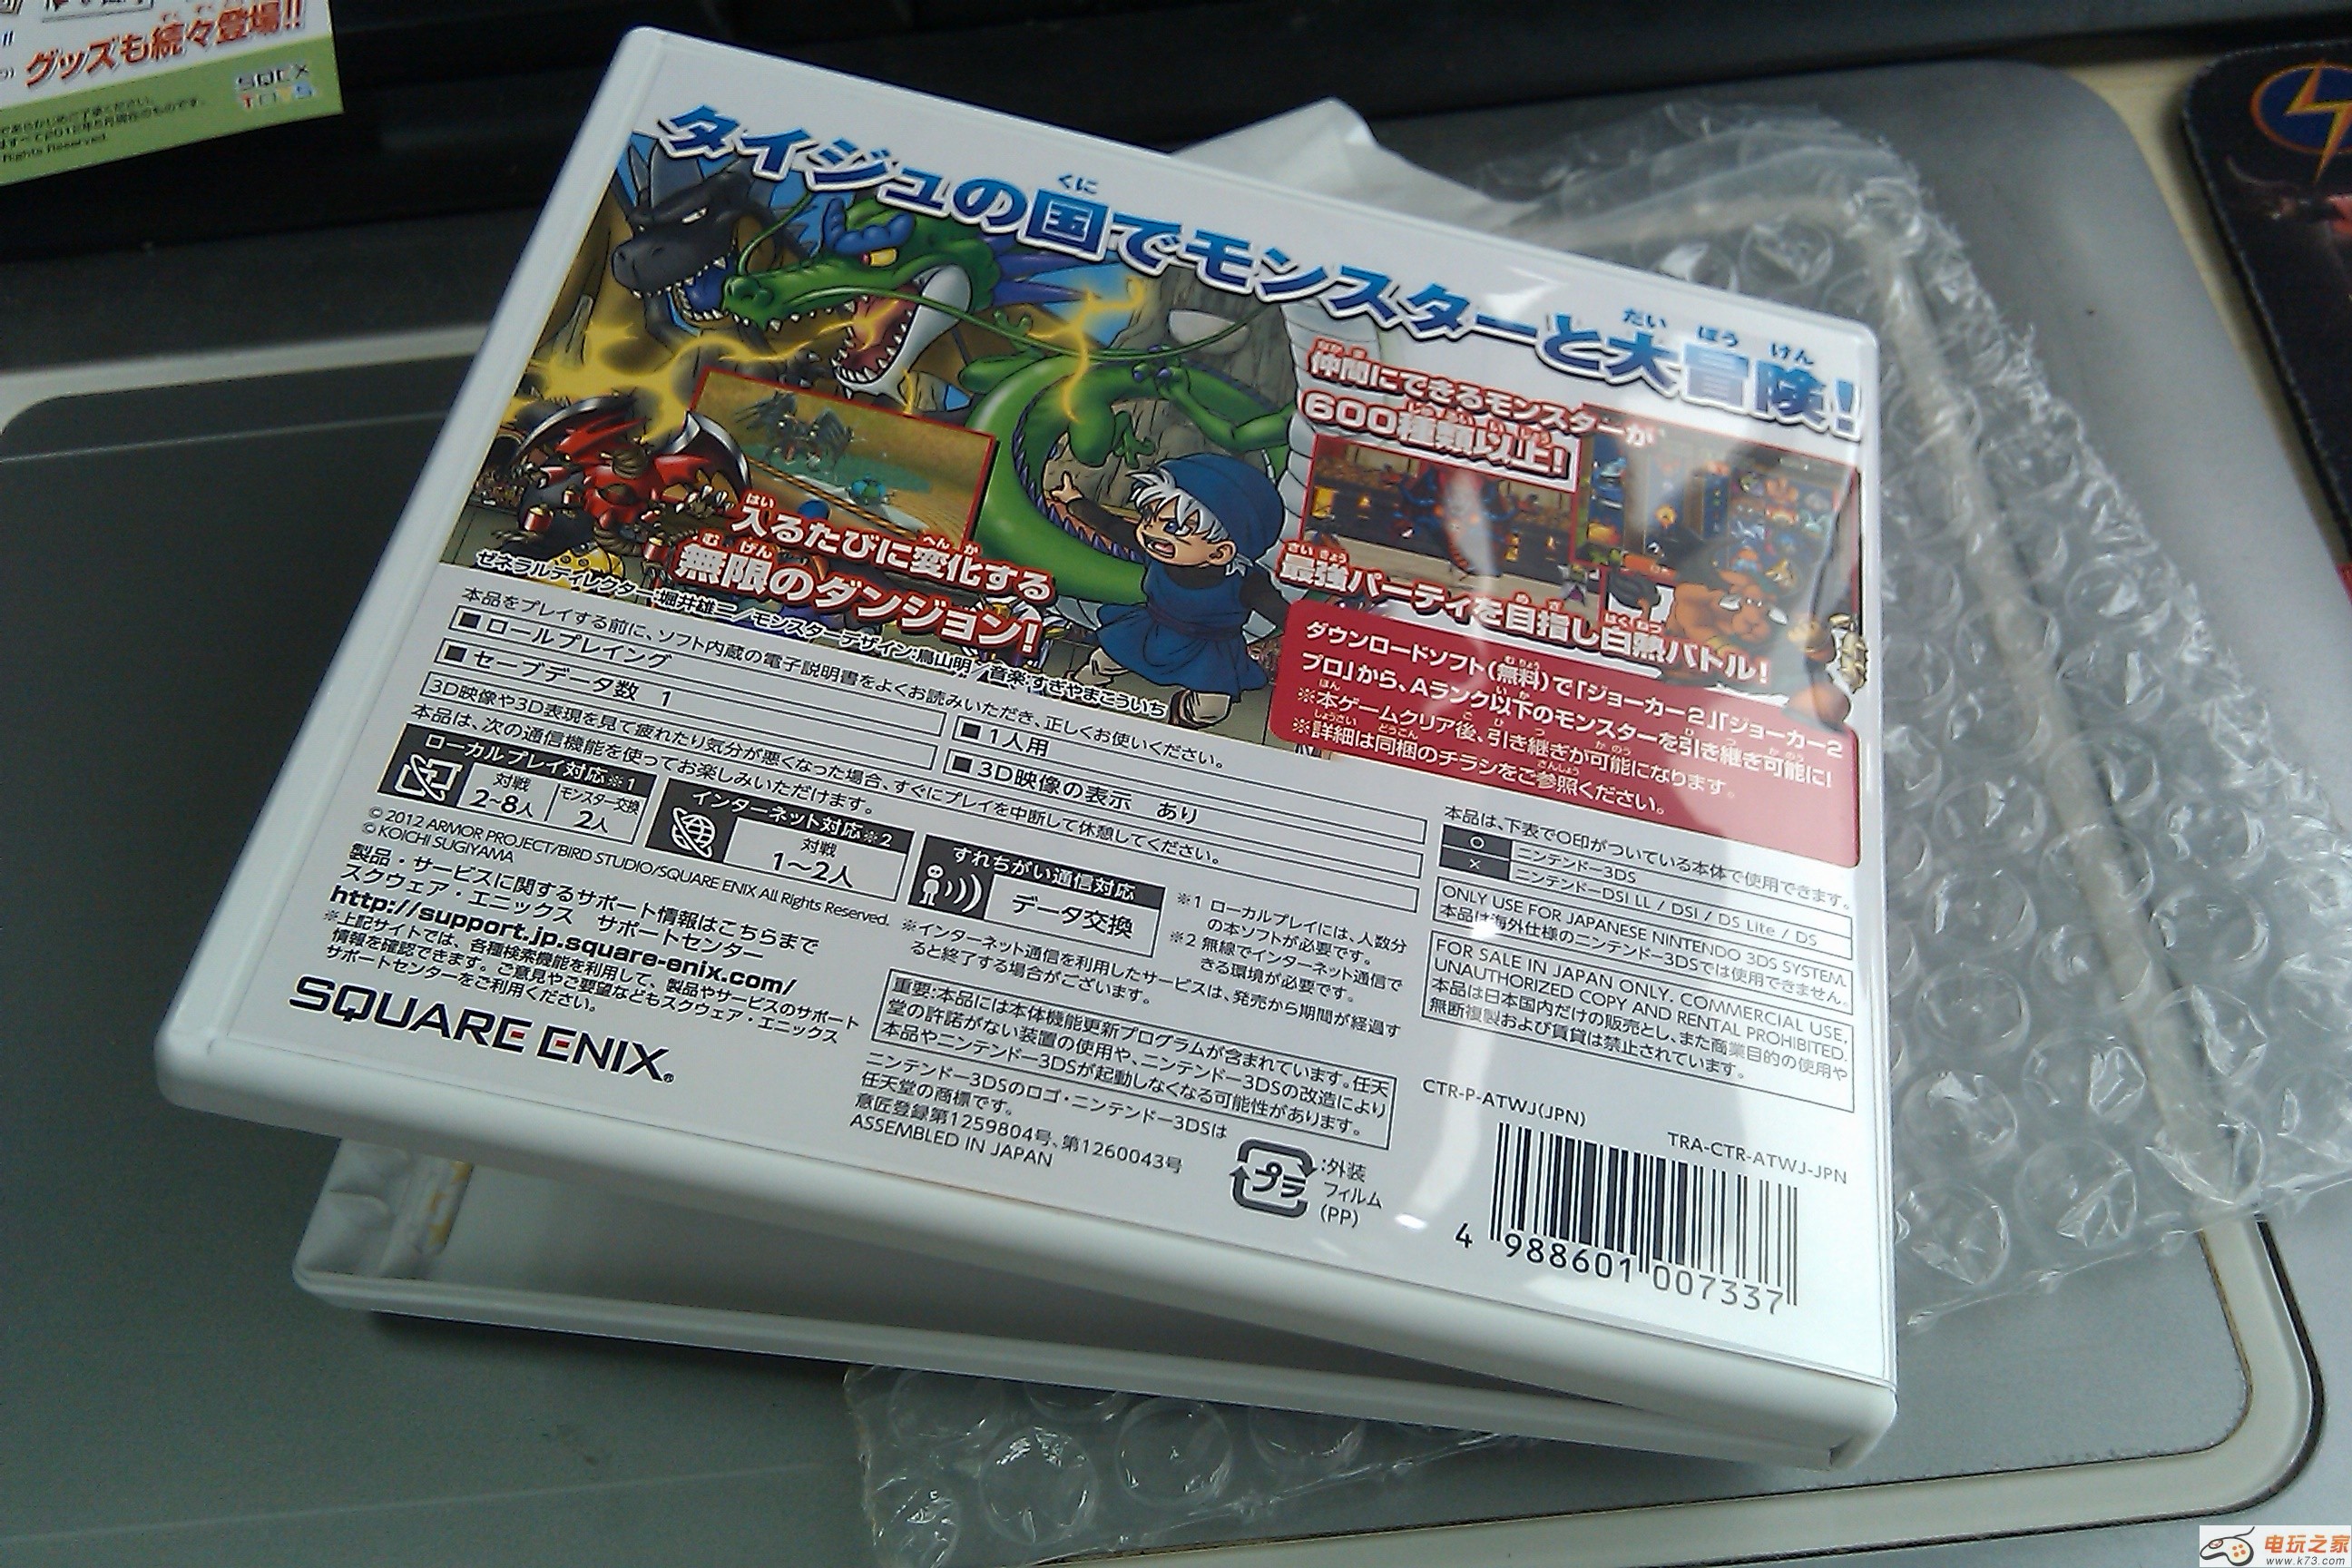 グッズも続々登場!!
SQEX
TOYS
Rights Reserved.
タイジュの国でモンスターと大冒険!
くに
だい ぼう けん
仲間にできるモンスターが
600種類以上!
入るたびに変化する
無限のダンジョン!
最強パーティを目指し白熱バトル!
ゼネラルディレクター:堀井雄二/モンスターデザイン:鳥山明/音楽:すぎやまこういち
ダウンロードソフト(無料)で「ジョーカー2」「ジョーカー2
プロ」から、Aランク以下のモンスターを引き継ぎ可能に!
※本ゲームクリア後、引き継ぎが可能になります。
※詳細は同梱のチラシをご参照ください。
本品をプレイする前に、ソフト内蔵の電子説明書をよくお読みいただき、正しくお使いください。
■ロールプレイング
■1人用
■セーブデータ数 1
■3D映像の表示 あり
3D映像や3D表現を見て疲れたり気分が悪くなった場合、すぐにプレイを中断して休憩してください。
本品は、次の通信機能を使ってお楽しみいただけます。
ローカルプレイ対応※1
対戦
2~8人
モンスター交換
2人
インターネット対応※2
対戦
1~2人
すれちがい通信対応
データ交換
© 2012 ARMOR PROJECT/BIRD STUDIO/SQUARE ENIX All Rights Reserved.
© KOICHI SUGIYAMA
製品・サービスに関するサポート情報はこちらまで
スクウェア・エニックス サポートセンター
http://support.jp.square-enix.com/
※上記サイトでは、各種検索機能を利用して、製品やサービスのサポート
情報を確認できます。ご意見やご要望などもスクウェア・エニックス
サポートセンターをご利用ください。
SQUARE ENIX®
※1 ローカルプレイには、人数分
の本ソフトが必要です。
※2 無線でインターネット通信で
きる環境が必要です。
※インターネット通信を利用したサービスは、発売から期間が経過す
ると終了する場合がございます。
重要:本品には本体機能更新プログラムが含まれています。任天
堂の許諾がない装置の使用や、ニンテンドー3DSの改造により
本品やニンテンドー3DSが起動しなくなる可能性があります。
ニンテンドー3DSのロゴ・ニンテンドー3DSは
任天堂の商標です。
意匠登録第1259804号、第1260043号
ASSEMBLED IN JAPAN
プラ
:外装
フィルム
(PP)
本品は、下表で○印がついている本体で使用できます。
○ ニンテンドー3DS
× ニンテンドーDSi LL / DSi / DS Lite / DS
ONLY USE FOR JAPANESE NINTENDO 3DS SYSTEM.
本品は海外仕様のニンテンドー3DSでは使用できません。
FOR SALE IN JAPAN ONLY. COMMERCIAL USE,
UNAUTHORIZED COPY AND RENTAL PROHIBITED.
本品は日本国内だけの販売とし、また商業目的の使用や
無断複製および賃貸は禁止されています。
CTR-P-ATWJ(JPN)
TRA-CTR-ATWJ-JPN
4 988601 007337
电玩之家
www.k73.com